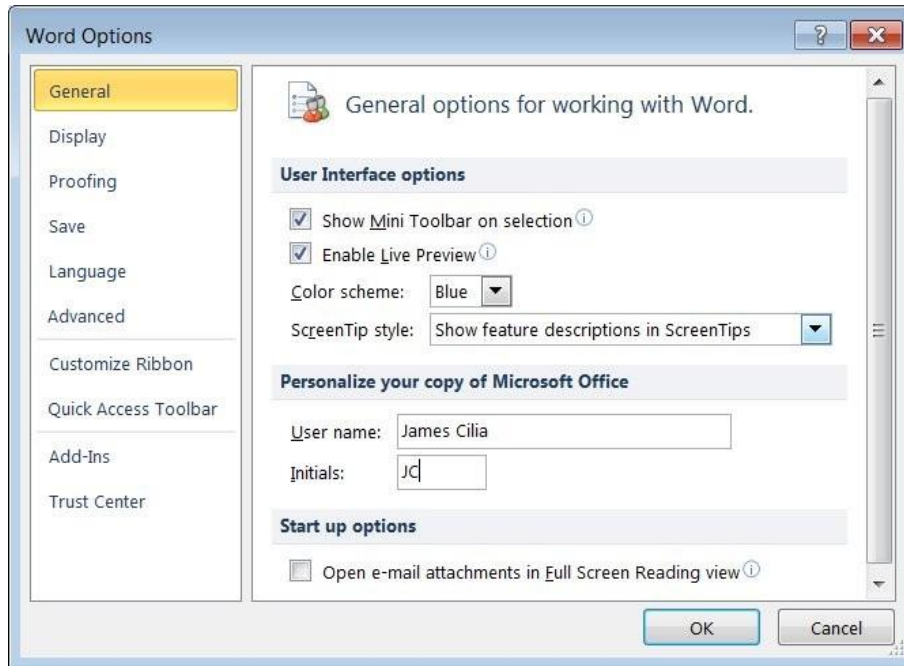 Word Options
General
Display
Proofing
Save
Language
Advanced
Customize Ribbon
Quick Access Toolbar
Add-Ins
Trust Center
General options for working with Word.
User Interface options
Show Mini Toolbar on selection
Enable Live Preview
Color scheme: Blue
ScreenTip style: Show feature descriptions in ScreenTips
Personalize your copy of Microsoft Office
User name: James Cilia
Initials: JC
Start up options
Open e-mail attachments in Full Screen Reading view
OK Cancel